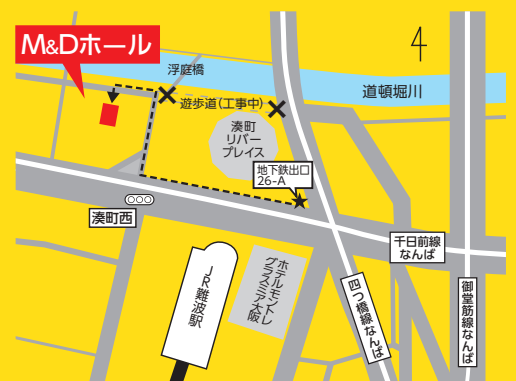 M&Dホール
浮庭橋
道頓堀川
遊歩道(工事中)
湊町
リバー
プレイス
地下鉄出口
26-A
湊町西
千日前線
なんば
JR難波駅
ホテルモントレ
グラスミア大阪
四つ橋線なんば
御堂筋線なんば